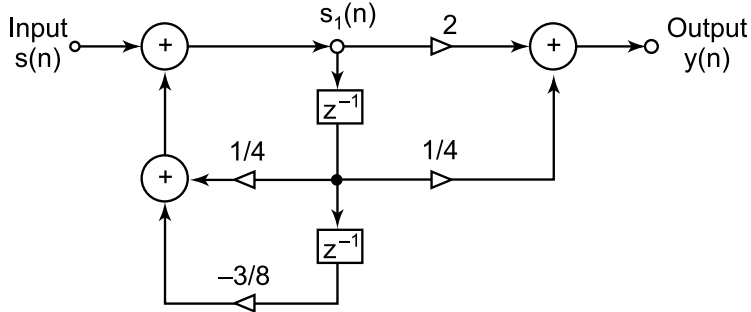 Input
s(n)
+
s₁(n)
2
+
Output
y(n)
z⁻¹
1/4
1/4
+
z⁻¹
–3/8